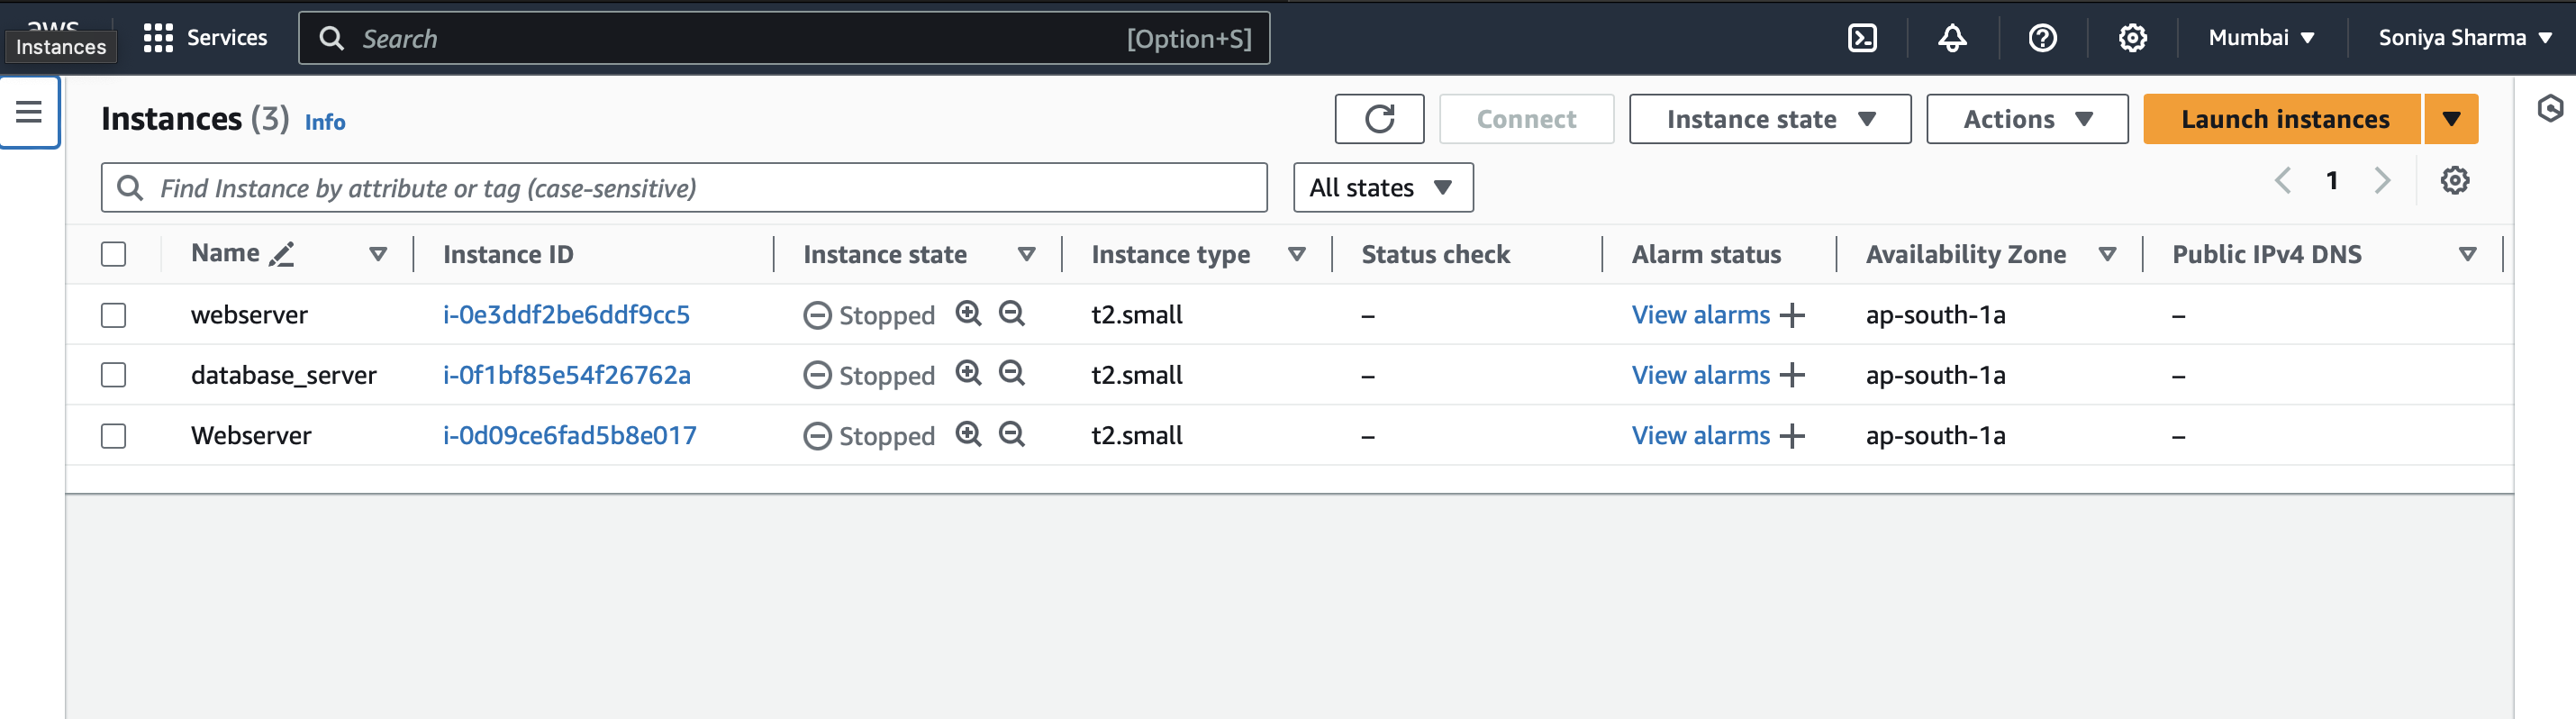 aws
Instances
Services
Search [Option+S]
Mumbai ▼
Soniya Sharma ▼
Instances (3) Info
Connect
Instance state ▼
Actions ▼
Launch instances ▼
Find Instance by attribute or tag (case-sensitive)
All states ▼
1
Name Instance ID Instance state Instance type Status check Alarm status Availability Zone Public IPv4 DNS
webserver i-0e3ddf2be6ddf9cc5 Stopped t2.small – View alarms + ap-south-1a –
database_server i-0f1bf85e54f26762a Stopped t2.small – View alarms + ap-south-1a –
Webserver i-0d09ce6fad5b8e017 Stopped t2.small – View alarms + ap-south-1a –